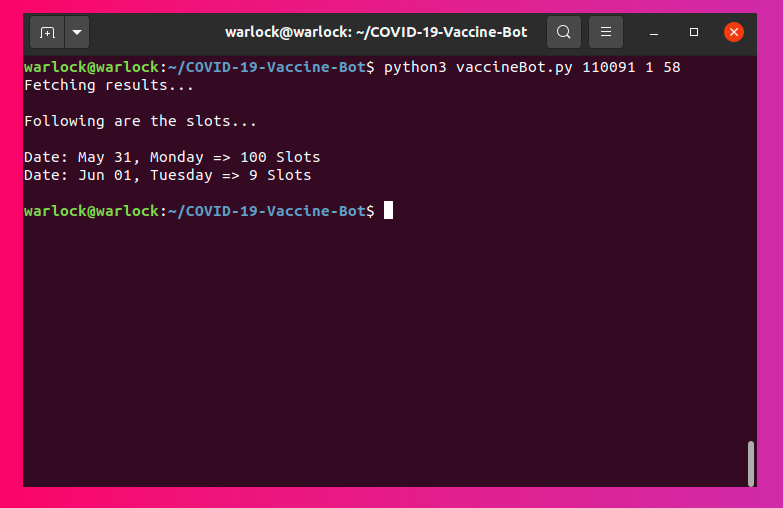 warlock@warlock: ~/COVID-19-Vaccine-Bot
warlock@warlock:~/COVID-19-Vaccine-Bot$ python3 vaccineBot.py 110091 1 58
Fetching results...
Following are the slots...
Date: May 31, Monday => 100 Slots
Date: Jun 01, Tuesday => 9 Slots
warlock@warlock:~/COVID-19-Vaccine-Bot$